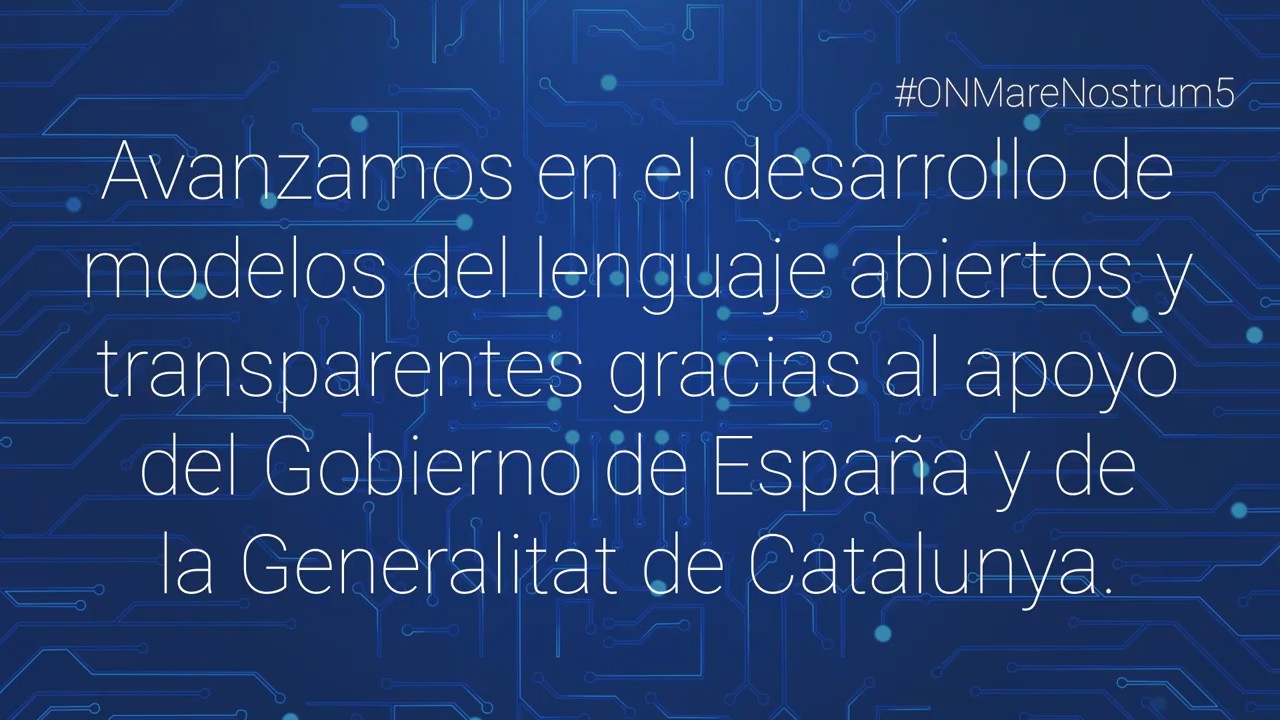 #ONMareNostrum5
Avanzamos en el desarrollo de
modelos del lenguaje abiertos y
transparentes gracias al apoyo
del Gobierno de España y de
la Generalitat de Catalunya.